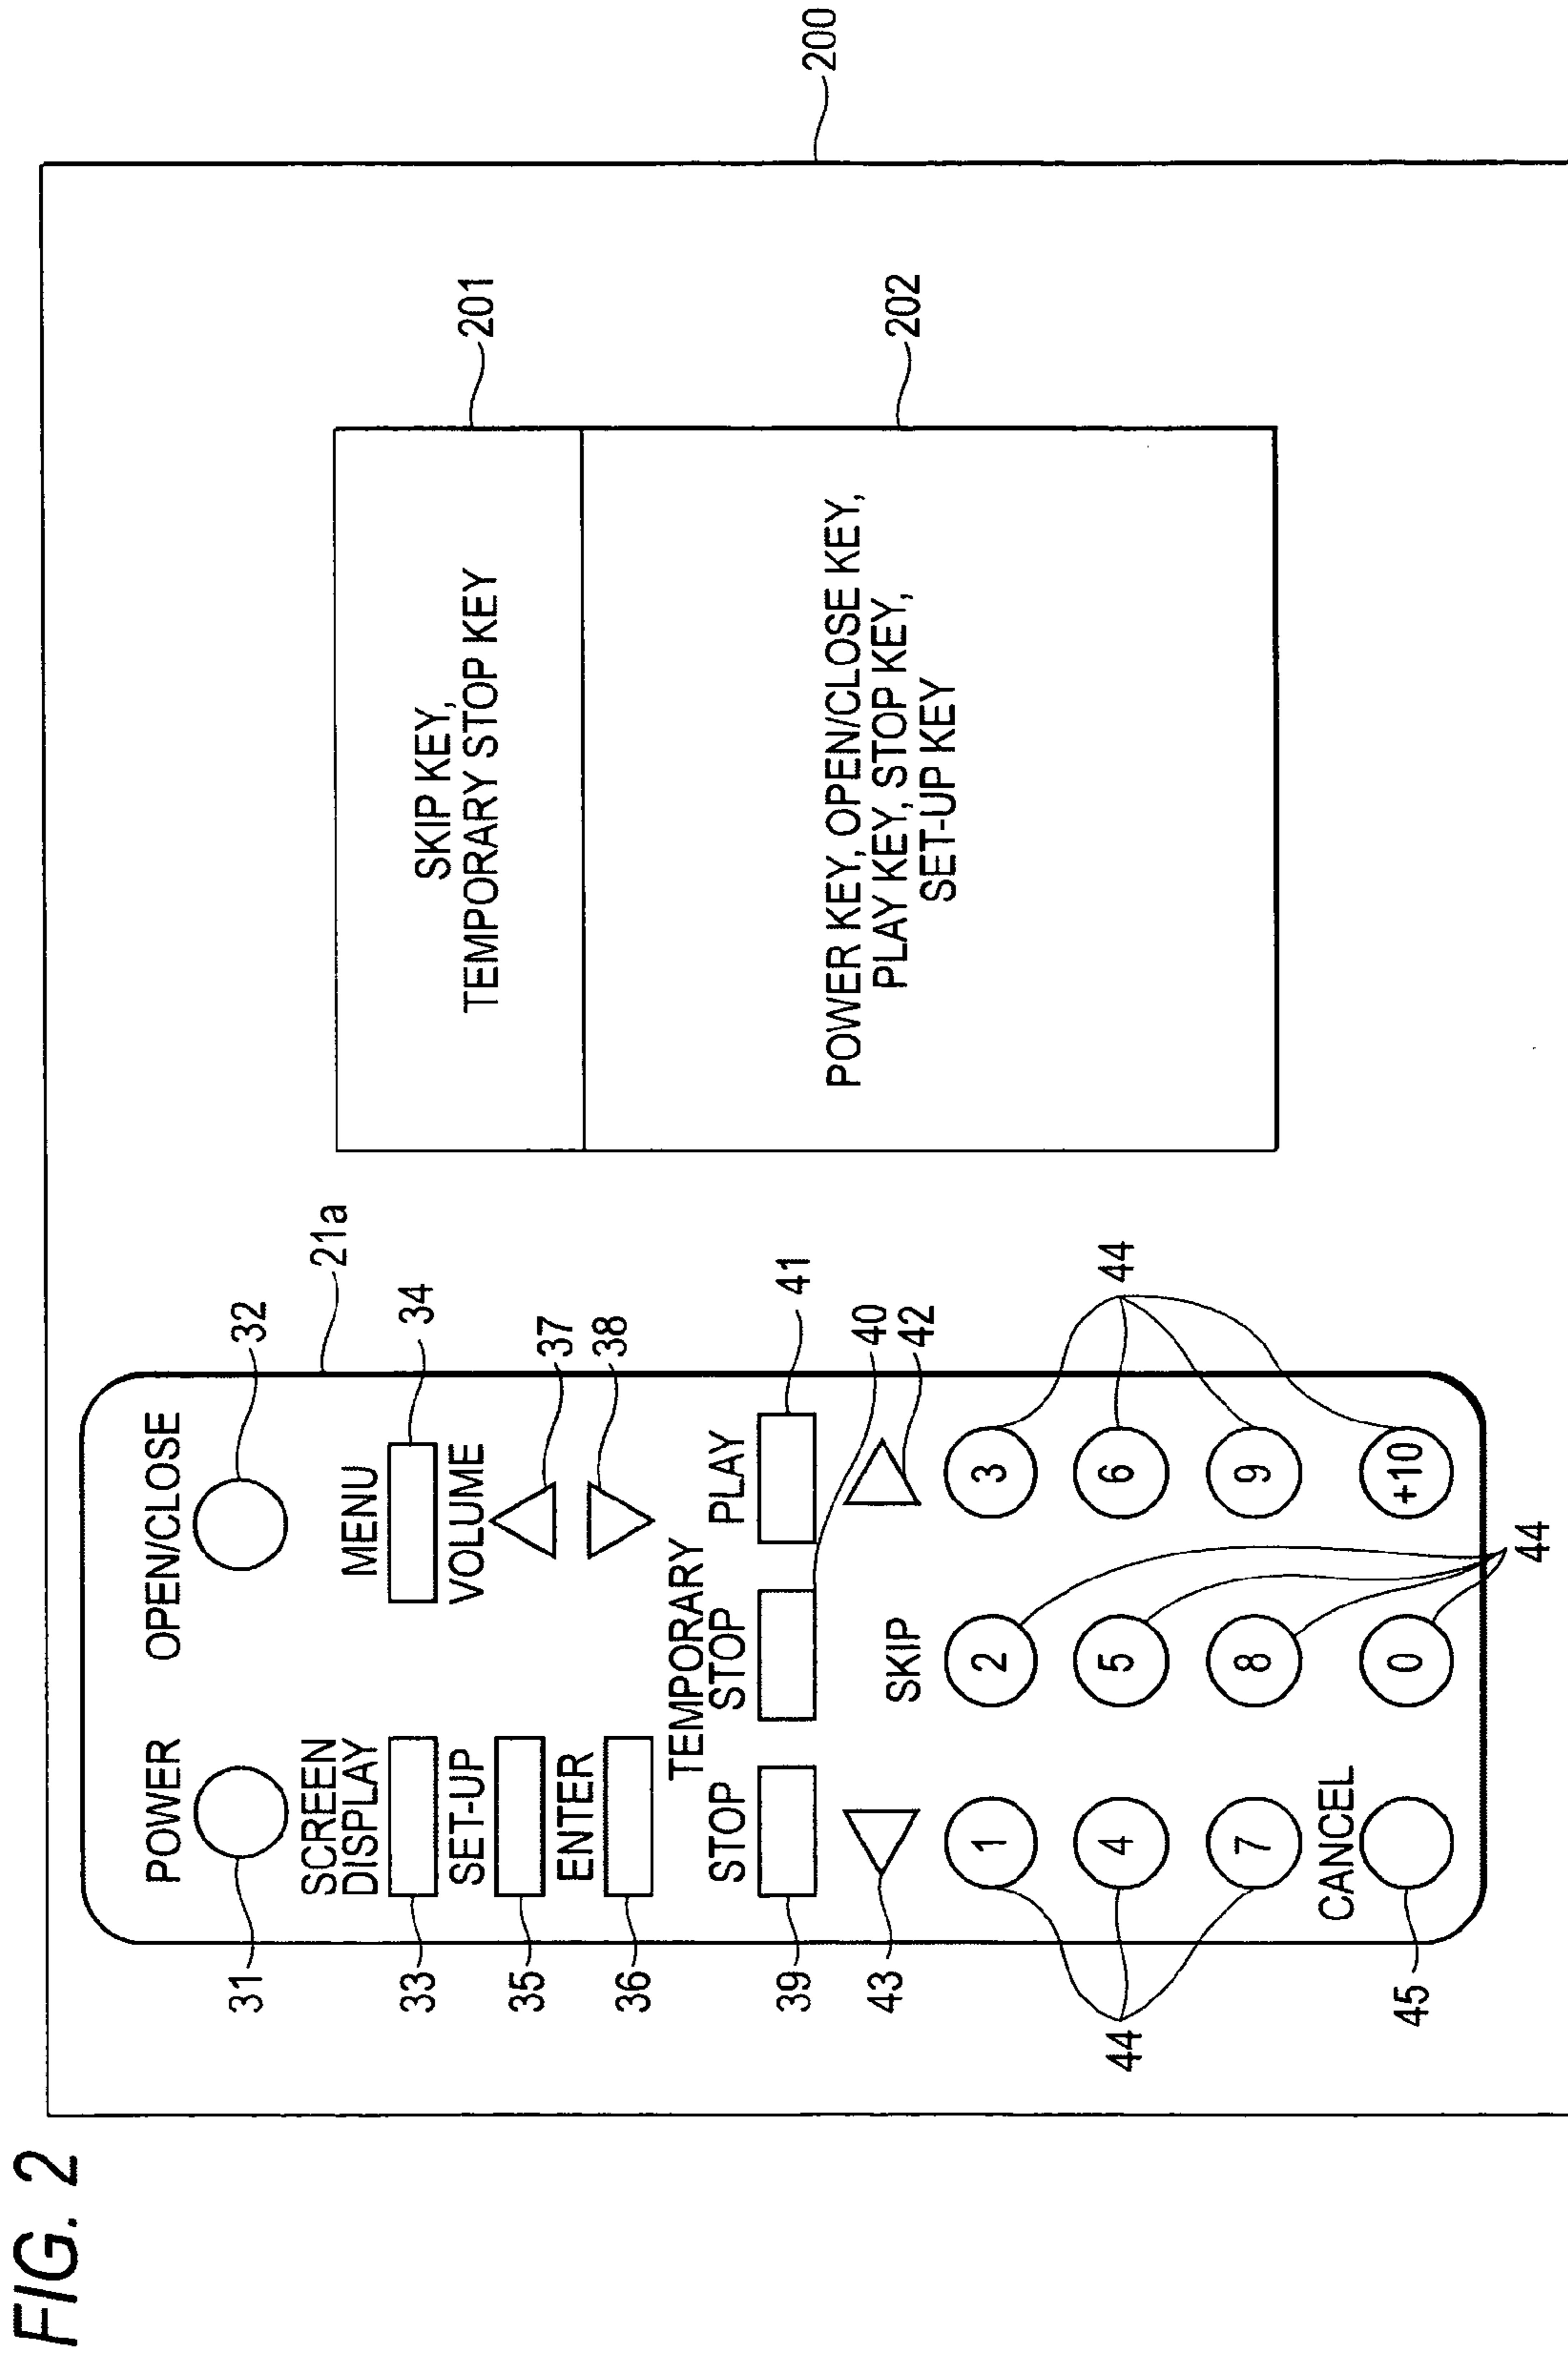 FIG. 2
200
21a
POWER
OPEN/CLOSE
31
32
SCREEN
DISPLAY
MENU
33
34
SET-UP
VOLUME
35
37
ENTER
38
36
TEMPORARY
STOP
STOP
PLAY
39
41
40
43
42
SKIP
1
2
3
4
5
6
44
44
7
8
9
CANCEL
0
+10
45
44
SKIP KEY,
TEMPORARY STOP KEY
201
POWER KEY, OPEN/CLOSE KEY,
PLAY KEY, STOP KEY,
SET-UP KEY
202